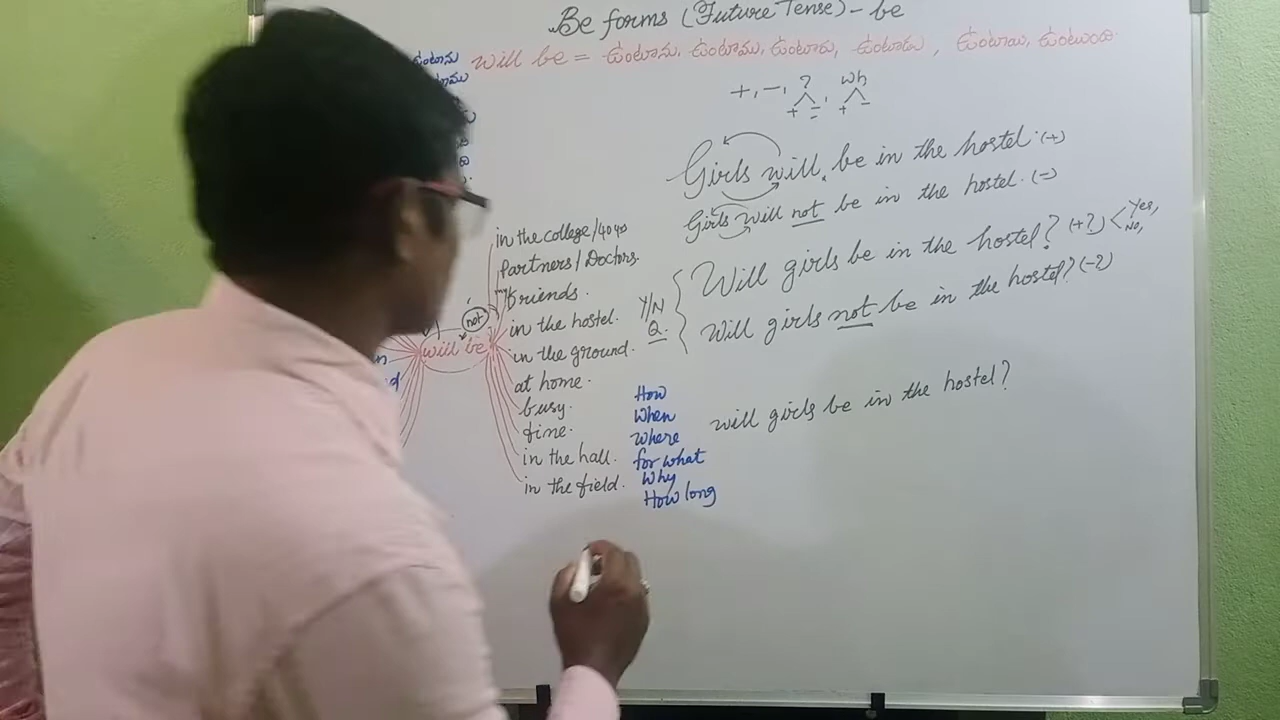 Be forms (Future Tense) - be
ఉంటాను will be = ఉంటాను, ఉంటాము, ఉంటారు, ఉంటాడు, ఉంటాయి, ఉంటుంది
+, -, ? + -, wh + -
Girls will be in the hostel. (+)
Girls will not be in the hostel. (-)
Will girls be in the hostel? (+?) < Yes, No,
Will girls not be in the hostel? (-?)
Y/N
Q.
will girls be in the hostel?
How
When
Where
for what
Why
How long
not
will be
in the college/40 yo
Partners/Doctors.
my friends.
in the hostel.
in the ground.
at home.
busy.
fine.
in the hall.
in the field.